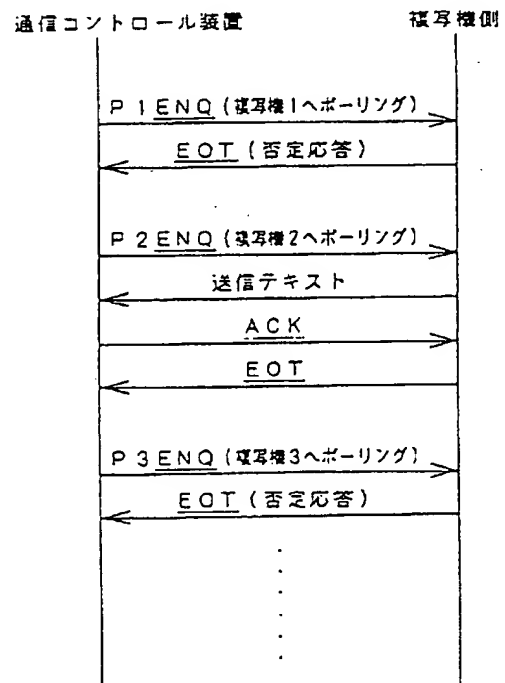 通信コントロール装置
複写機側
P1ENQ(複写機1へポーリング)
EOT(否定応答)
P2ENQ(複写機2へポーリング)
送信テキスト
ACK
EOT
P3ENQ(複写機3へポーリング)
EOT(否定応答)